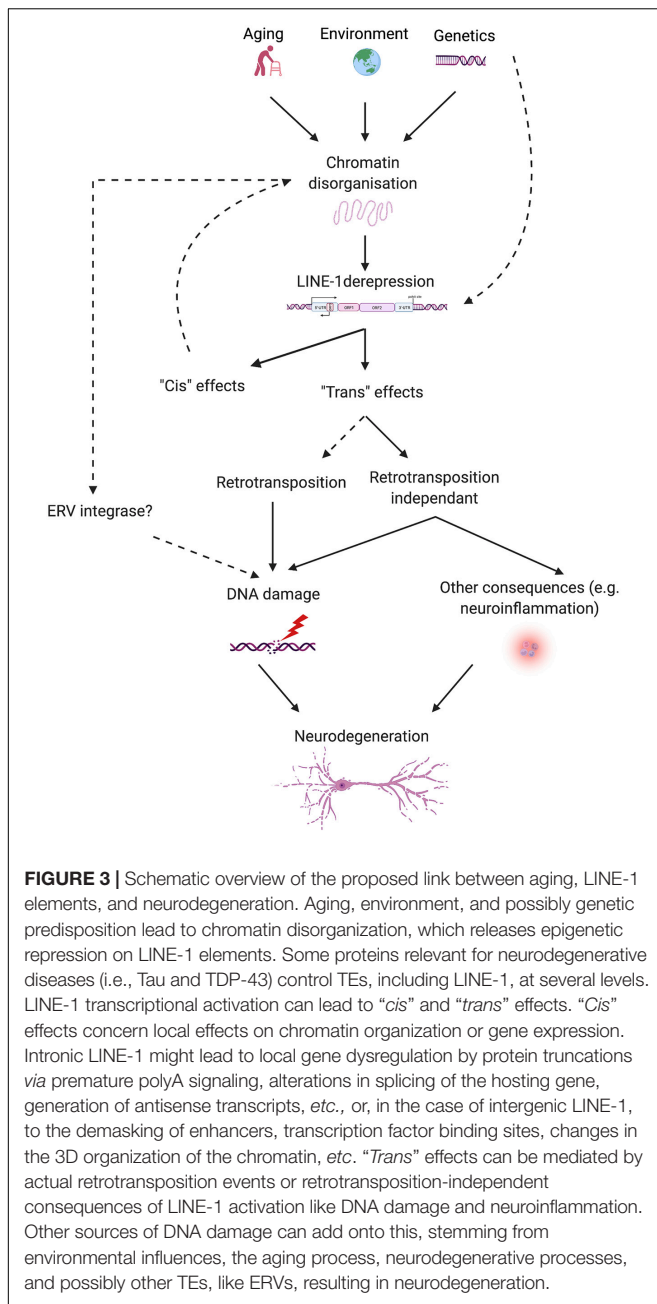 Aging Environment Genetics
Chromatin
disorganisation
LINE-1derepression
5'-UTR ORF1 ORF2 3'-UTR
"Cis" effects
"Trans" effects
Retrotransposition
Retrotransposition
independant
ERV integrase?
DNA damage
Other consequences (e.g.
neuroinflammation)
Neurodegeneration
FIGURE 3 | Schematic overview of the proposed link between aging, LINE-1
elements, and neurodegeneration. Aging, environment, and possibly genetic
predisposition lead to chromatin disorganization, which releases epigenetic
repression on LINE-1 elements. Some proteins relevant for neurodegenerative
diseases (i.e., Tau and TDP-43) control TEs, including LINE-1, at several levels.
LINE-1 transcriptional activation can lead to “cis” and “trans” effects. “Cis”
effects concern local effects on chromatin organization or gene expression.
Intronic LINE-1 might lead to local gene dysregulation by protein truncations
via premature polyA signaling, alterations in splicing of the hosting gene,
generation of antisense transcripts, etc., or, in the case of intergenic LINE-1,
to the demasking of enhancers, transcription factor binding sites, changes in
the 3D organization of the chromatin, etc. “Trans” effects can be mediated by
actual retrotransposition events or retrotransposition-independent
consequences of LINE-1 activation like DNA damage and neuroinflammation.
Other sources of DNA damage can add onto this, stemming from
environmental influences, the aging process, neurodegenerative processes,
and possibly other TEs, like ERVs, resulting in neurodegeneration.